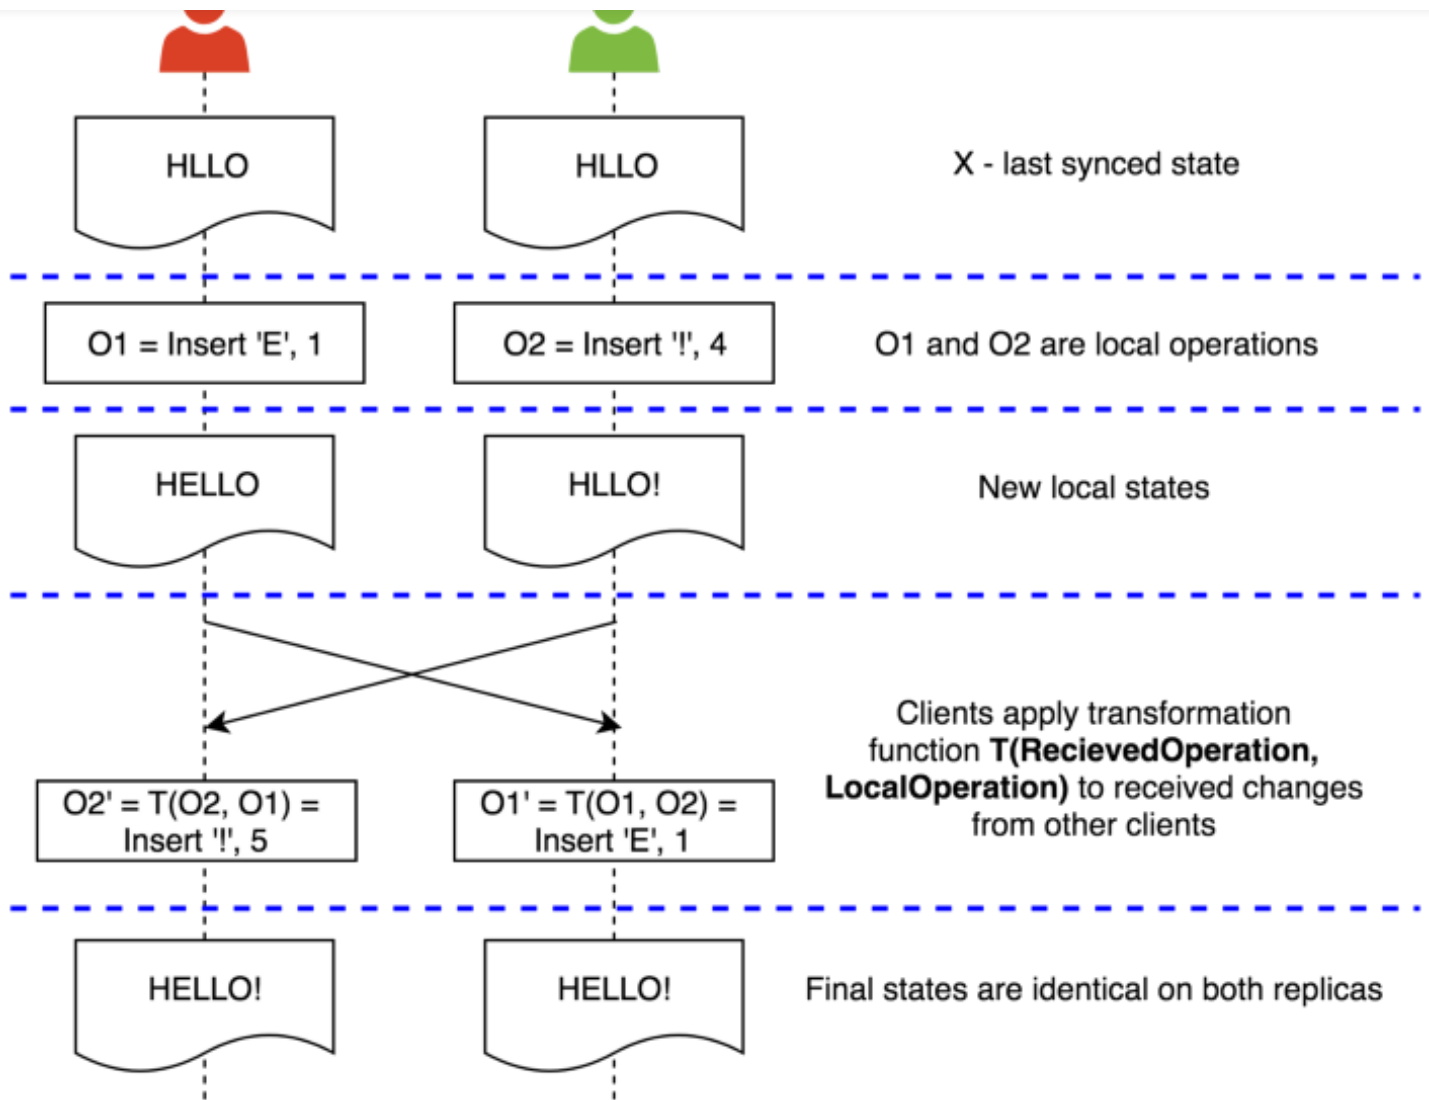 HLLO
HLLO
X - last synced state
O1 = Insert 'E', 1
O2 = Insert '!', 4
O1 and O2 are local operations
HELLO
HLLO!
New local states
Clients apply transformation
function T(RecievedOperation,
LocalOperation) to received changes
from other clients
O2' = T(O2, O1) =
Insert '!', 5
O1' = T(O1, O2) =
Insert 'E', 1
HELLO!
HELLO!
Final states are identical on both replicas